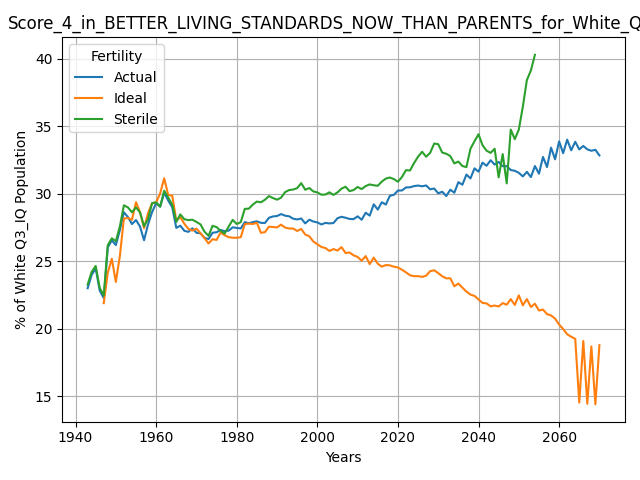 Score_4_in_BETTER_LIVING_STANDARDS_NOW_THAN_PARENTS_for_White_Q
Fertility
Actual
Ideal
Sterile
% of White Q3_IQ Population
40
35
30
25
20
15
1940
1960
1980
2000
2020
2040
2060
Years